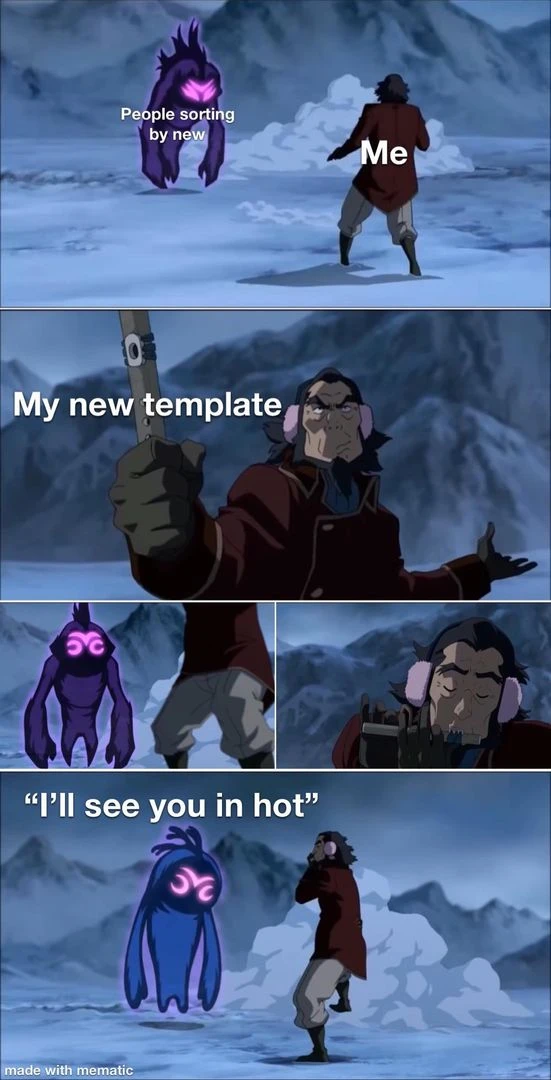 People sorting
by new
Me
My new template
“I’ll see you in hot”
made with mematic